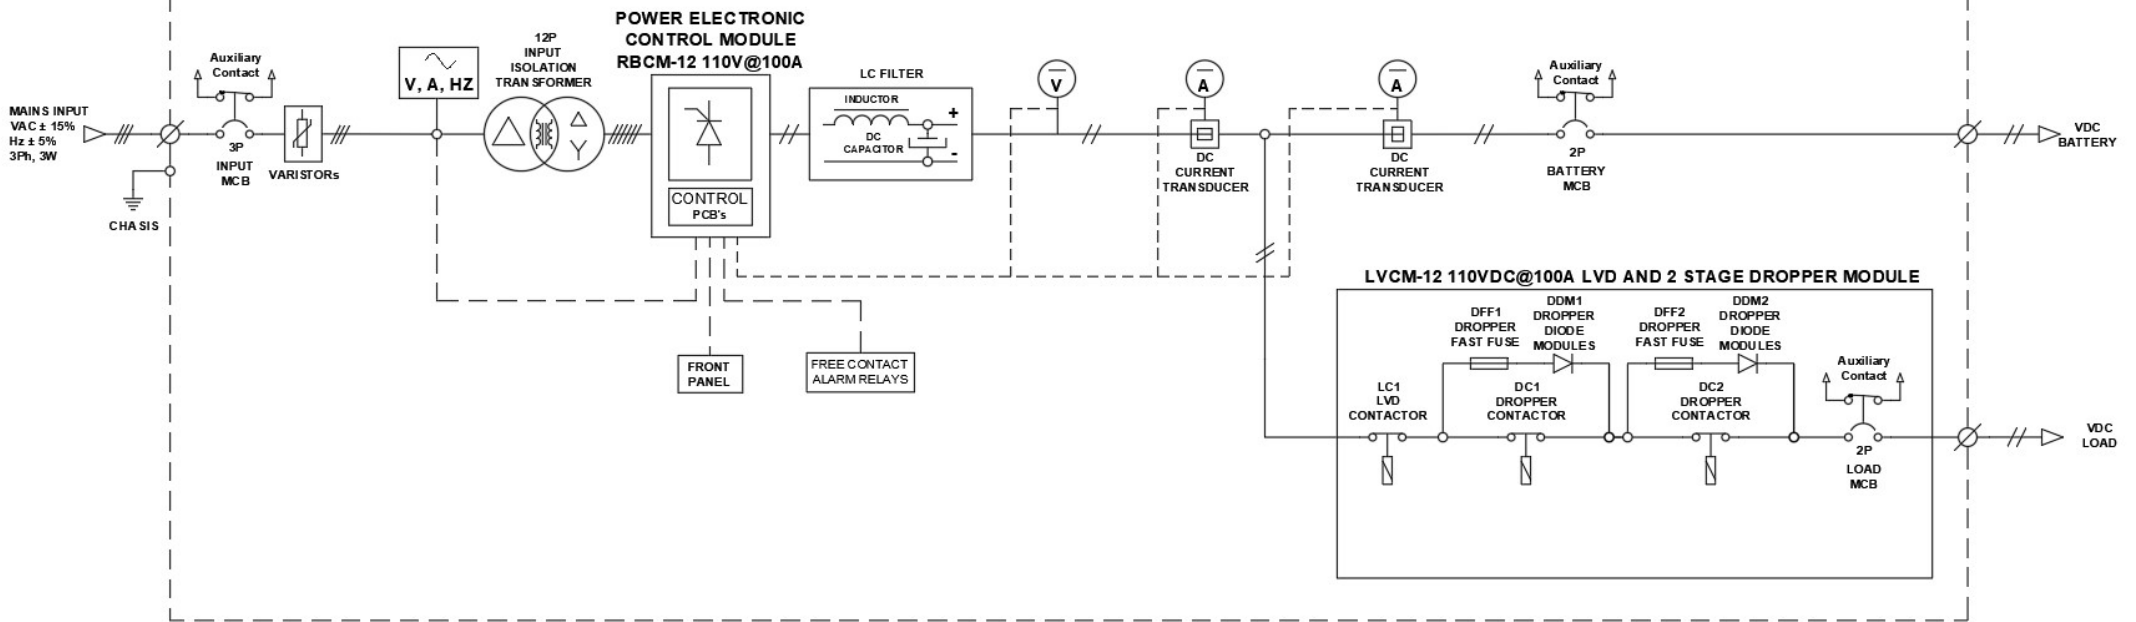 POWER ELECTRONIC
CONTROL MODULE
RBCM-12 110V@100A
12P
INPUT
ISOLATION
TRANSFORMER
Auxiliary
Contact
V, A, HZ
MAINS INPUT
VAC ± 15%
Hz ± 5%
3Ph, 3W
3P
INPUT
MCB
VARISTORs
CHASIS
CONTROL
PCB's
LC FILTER
INDUCTOR
+
DC
CAPACITOR
-
V
A
DC
CURRENT
TRANSDUCER
A
DC
CURRENT
TRANSDUCER
Auxiliary
Contact
2P
BATTERY
MCB
VDC
BATTERY
FRONT
PANEL
FREE CONTACT
ALARM RELAYS
LVCM-12 110VDC@100A LVD AND 2 STAGE DROPPER MODULE
DFF1
DROPPER
FAST FUSE
DDM1
DROPPER
DIODE
MODULES
DFF2
DROPPER
FAST FUSE
DDM2
DROPPER
DIODE
MODULES
LC1
LVD
CONTACTOR
DC1
DROPPER
CONTACTOR
DC2
DROPPER
CONTACTOR
Auxiliary
Contact
2P
LOAD
MCB
VDC
LOAD